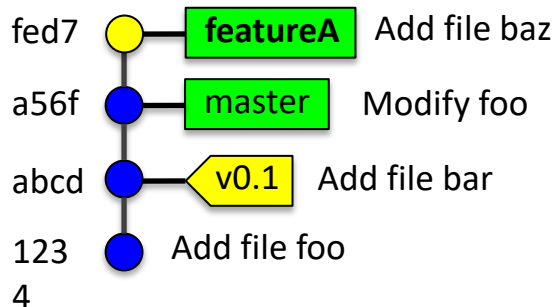 fed7 featureA Add file baz
a56f master Modify foo
abcd v0.1 Add file bar
123 Add file foo
4